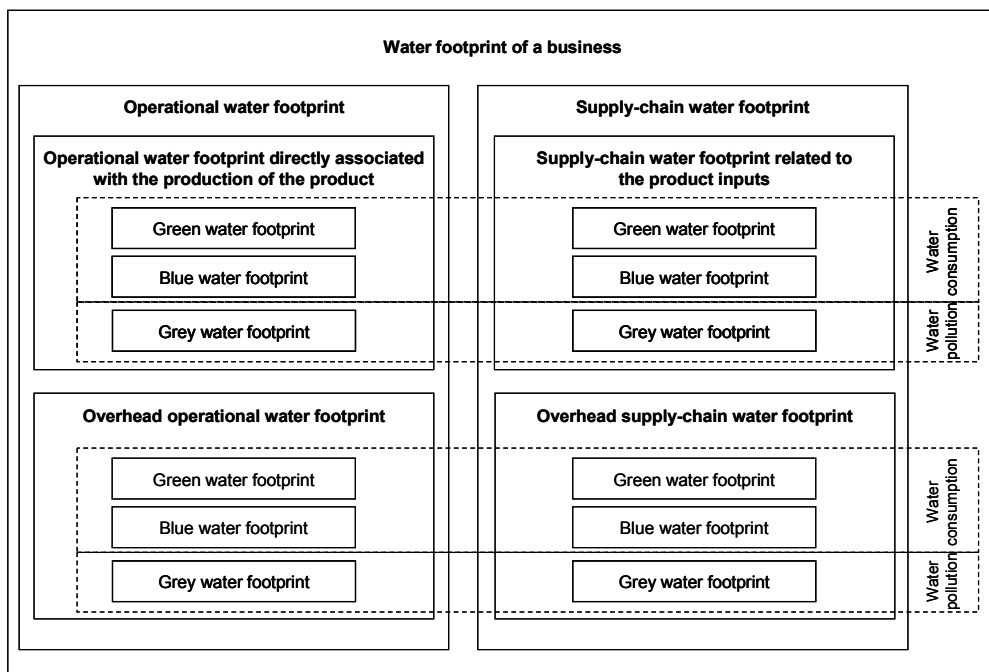 Water footprint of a business
Operational water footprint
Supply-chain water footprint
Operational water footprint directly associated
with the production of the product
Supply-chain water footprint related to
the product inputs
Green water footprint
Blue water footprint
Grey water footprint
Green water footprint
Blue water footprint
Grey water footprint
Water
consumption
Water
pollution
Overhead operational water footprint
Overhead supply-chain water footprint
Green water footprint
Blue water footprint
Grey water footprint
Green water footprint
Blue water footprint
Grey water footprint
Water
consumption
Water
pollution